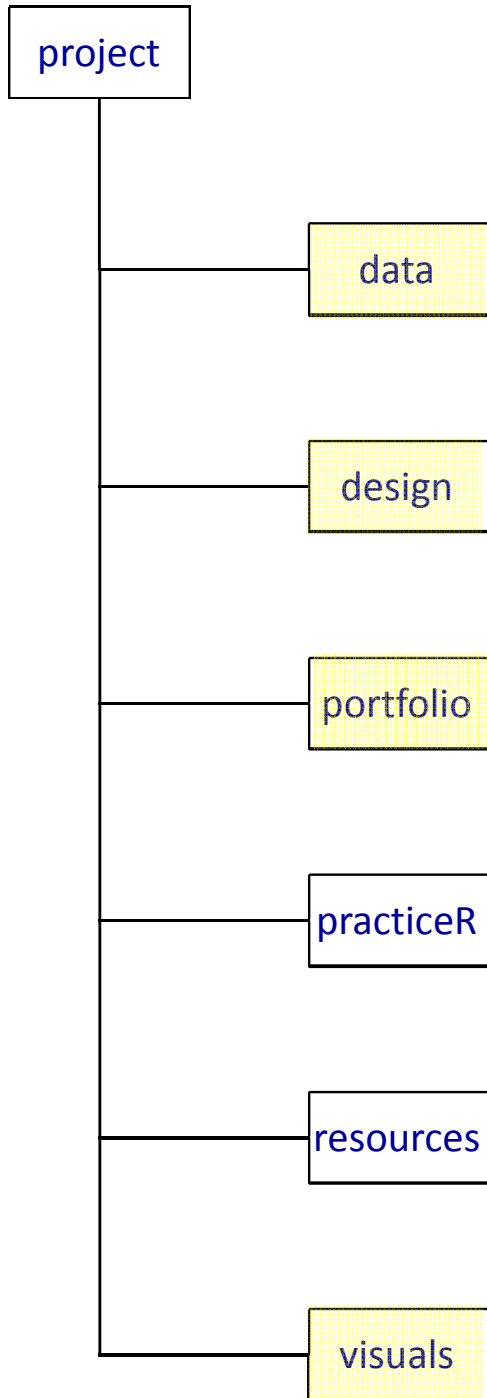 project
data
design
portfolio
practiceR
resources
visuals